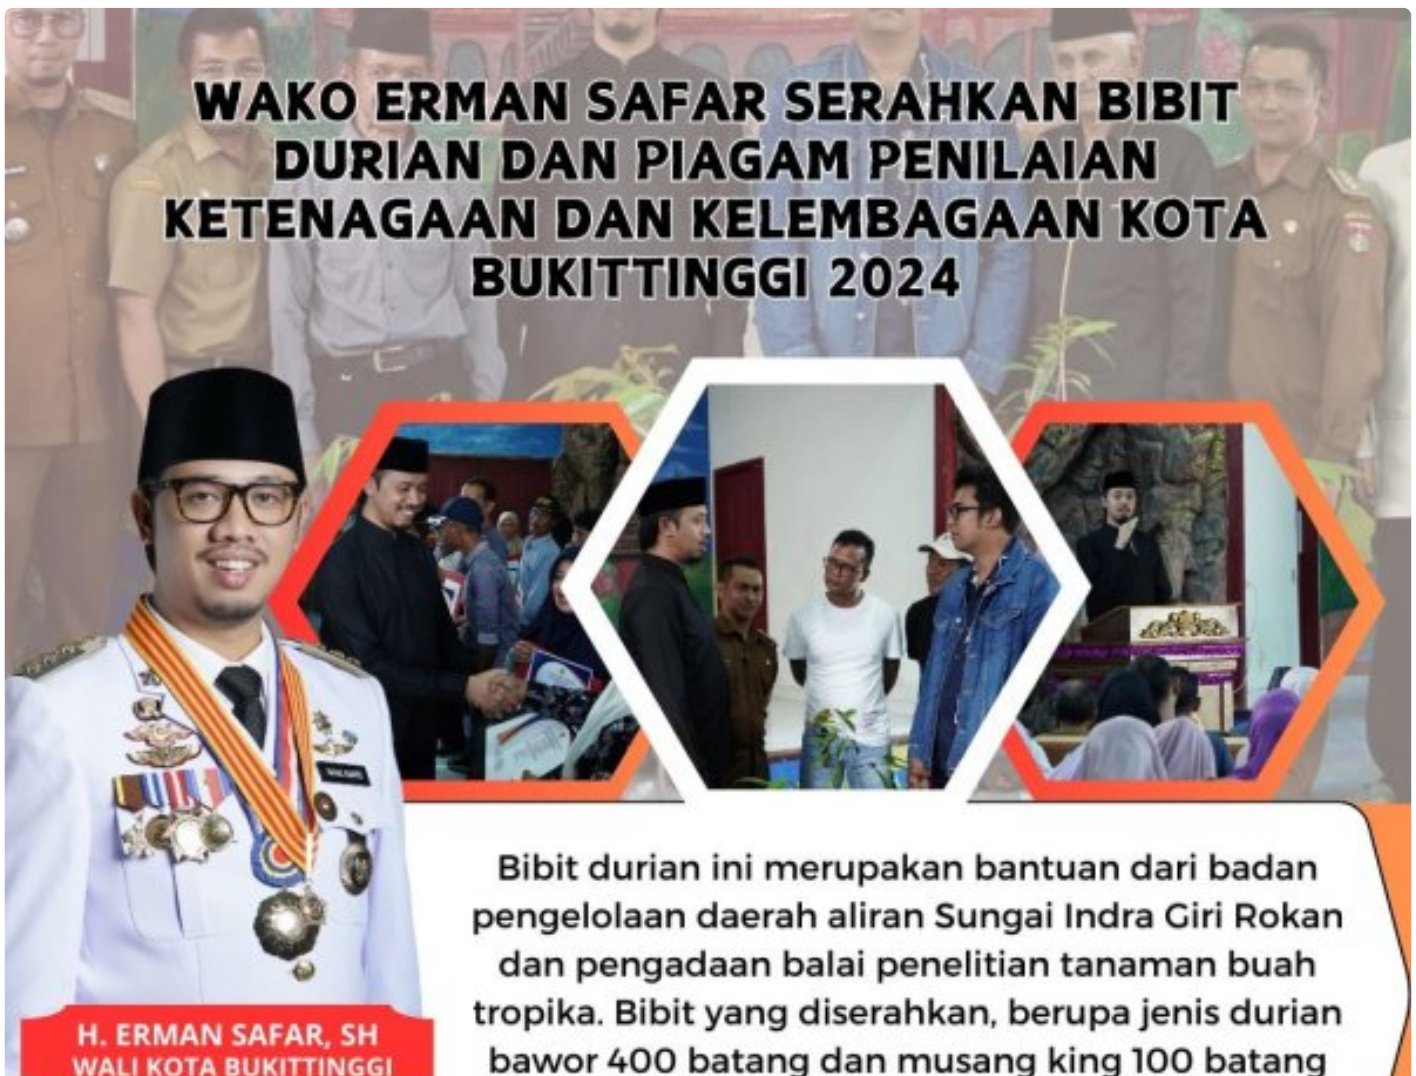 WAKO ERMAN SAFAR SERAHKAN BIBIT
DURIAN DAN PIAGAM PENILAIAN
KETENAGAAN DAN KELEMBAGAAN KOTA
BUKITTINGGI 2024
Bibit durian ini merupakan bantuan dari badan
pengelolaan daerah aliran Sungai Indra Giri Rokan
dan pengadaan balai penelitian tanaman buah
tropika. Bibit yang diserahkan, berupa jenis durian
bawor 400 batang dan musang king 100 batang
H. ERMAN SAFAR, SH
WALI KOTA BUKITTINGGI